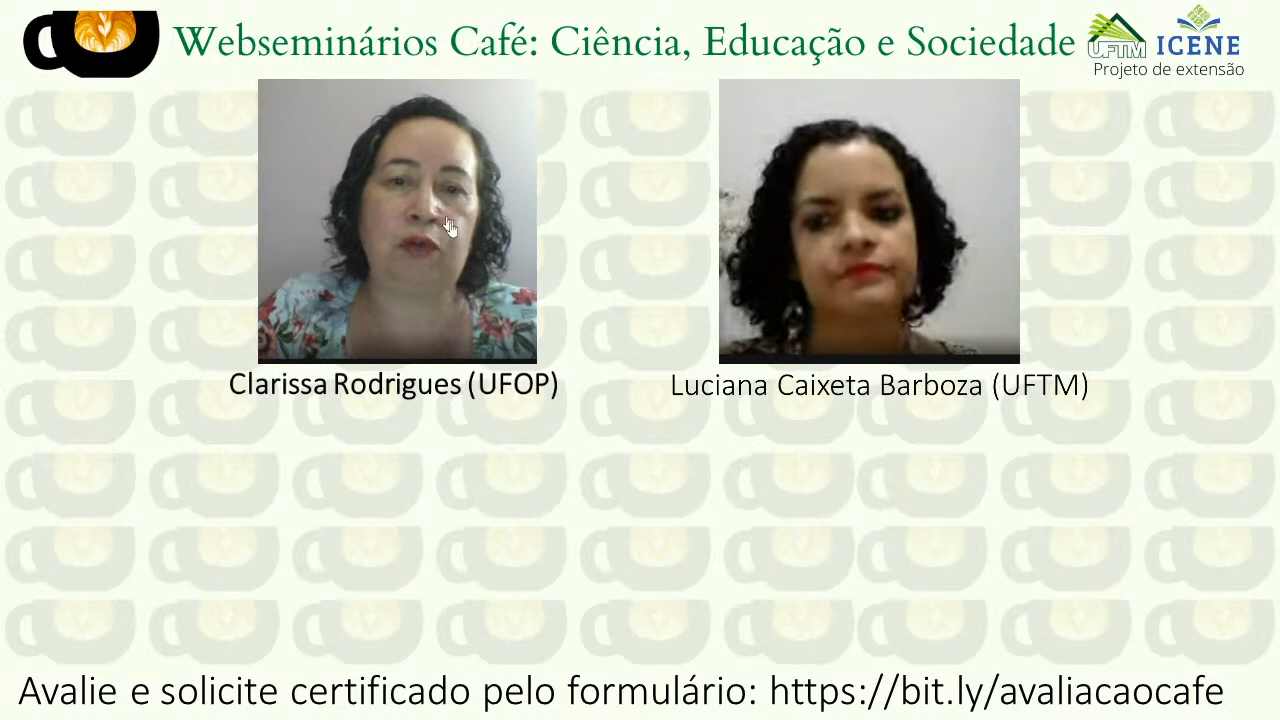 Webseminários Café: Ciência, Educação e Sociedade
UFTM ICENE
Projeto de extensão
Clarissa Rodrigues (UFOP)
Luciana Caixeta Barboza (UFTM)
Avalie e solicite certificado pelo formulário: https://bit.ly/avaliacaocafe